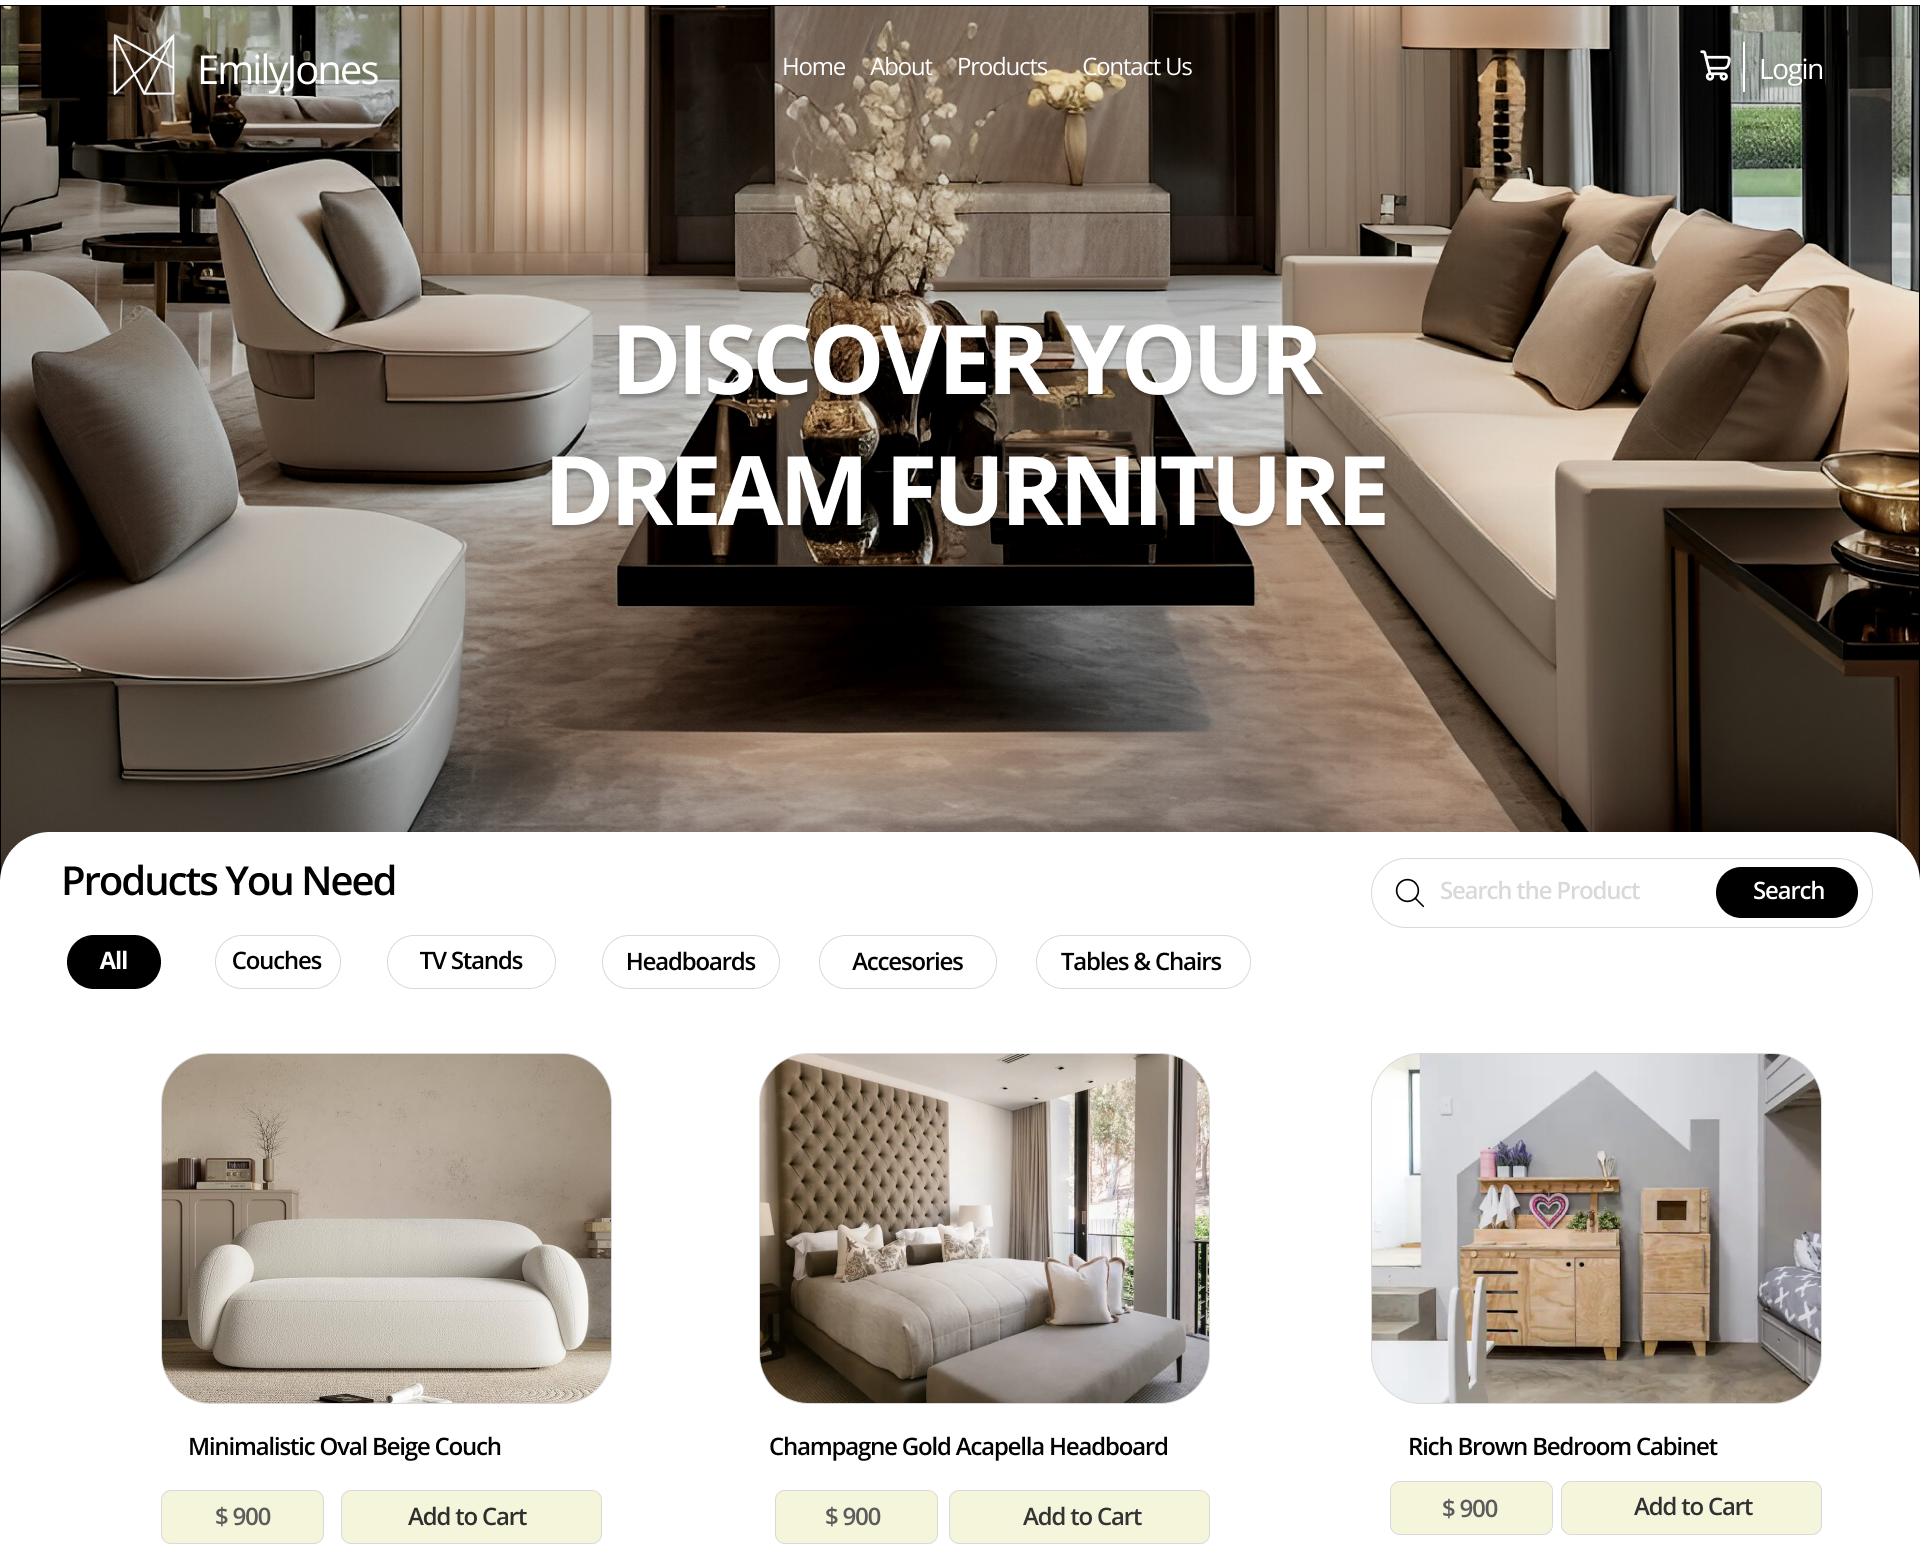 EmilyJones
Home About Products Contact Us
Login
DISCOVER YOUR
DREAM FURNITURE
Products You Need
Search the Product
Search
All
Couches
TV Stands
Headboards
Accesories
Tables & Chairs
Minimalistic Oval Beige Couch
Champagne Gold Acapella Headboard
Rich Brown Bedroom Cabinet
$ 900
Add to Cart
$ 900
Add to Cart
$ 900
Add to Cart